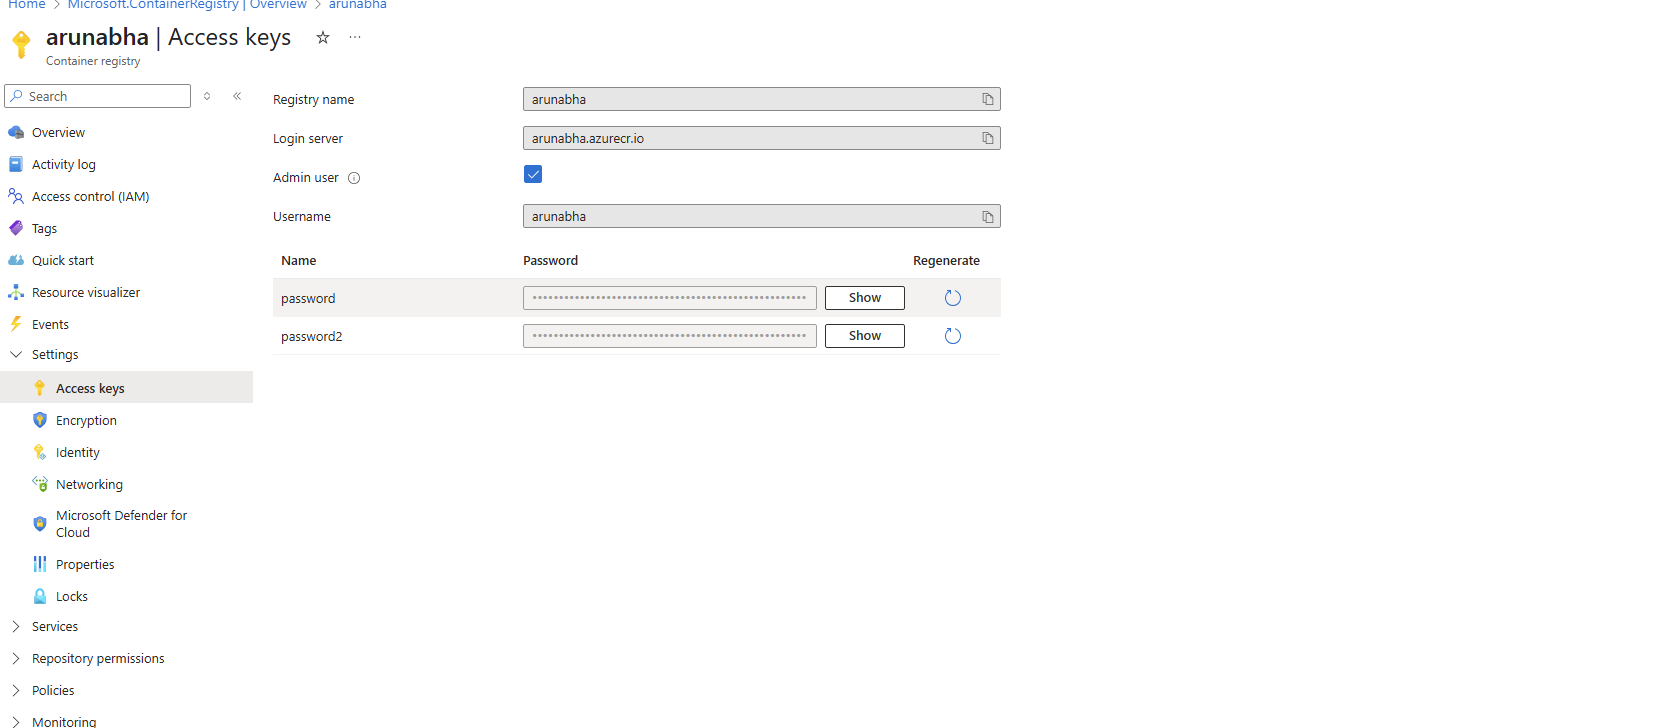 Home > Microsoft.ContainerRegistry | Overview > arunabha
arunabha | Access keys
Container registry
Search
Overview
Activity log
Access control (IAM)
Tags
Quick start
Resource visualizer
Events
Settings
Access keys
Encryption
Identity
Networking
Microsoft Defender for
Cloud
Properties
Locks
Services
Repository permissions
Policies
Monitoring
Registry name arunabha
Login server arunabha.azurecr.io
Admin user
Username arunabha
Name Password Regenerate
password Show
password2 Show